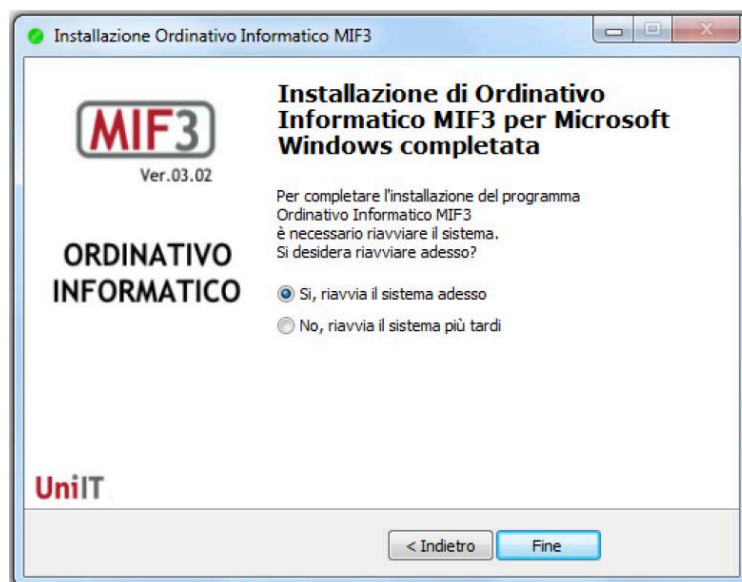 Installazione Ordinativo Informatico MIF3
MIF3
Ver.03.02
ORDINATIVO
INFORMATICO
Installazione di Ordinativo
Informatico MIF3 per Microsoft
Windows completata
Per completare l'installazione del programma
Ordinativo Informatico MIF3
è necessario riavviare il sistema.
Si desidera riavviare adesso?
Si, riavvia il sistema adesso
No, riavvia il sistema più tardi
UniIT
< Indietro
Fine